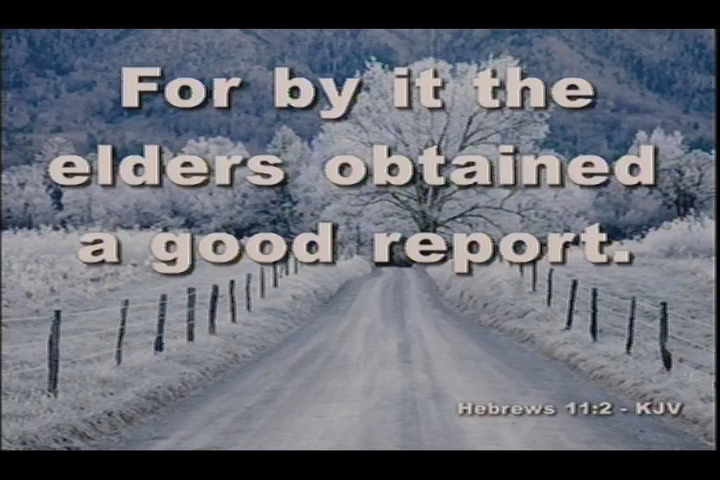 For by it the
elders obtained
a good report.
Hebrews 11:2 - KJV